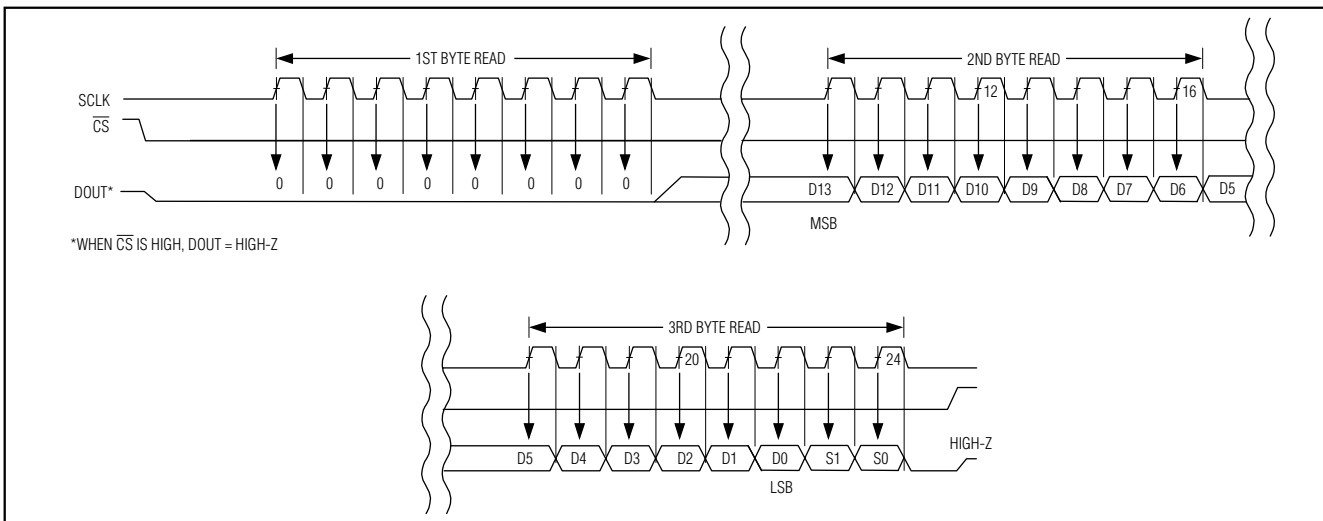 1ST BYTE READ
2ND BYTE READ
SCLK
12
16
CS
0 0 0 0 0 0 0 0
DOUT*
D13 D12 D11 D10 D9 D8 D7 D6 D5
MSB
*WHEN CS IS HIGH, DOUT = HIGH-Z
3RD BYTE READ
20
24
HIGH-Z
D5 D4 D3 D2 D1 D0 S1 S0
LSB